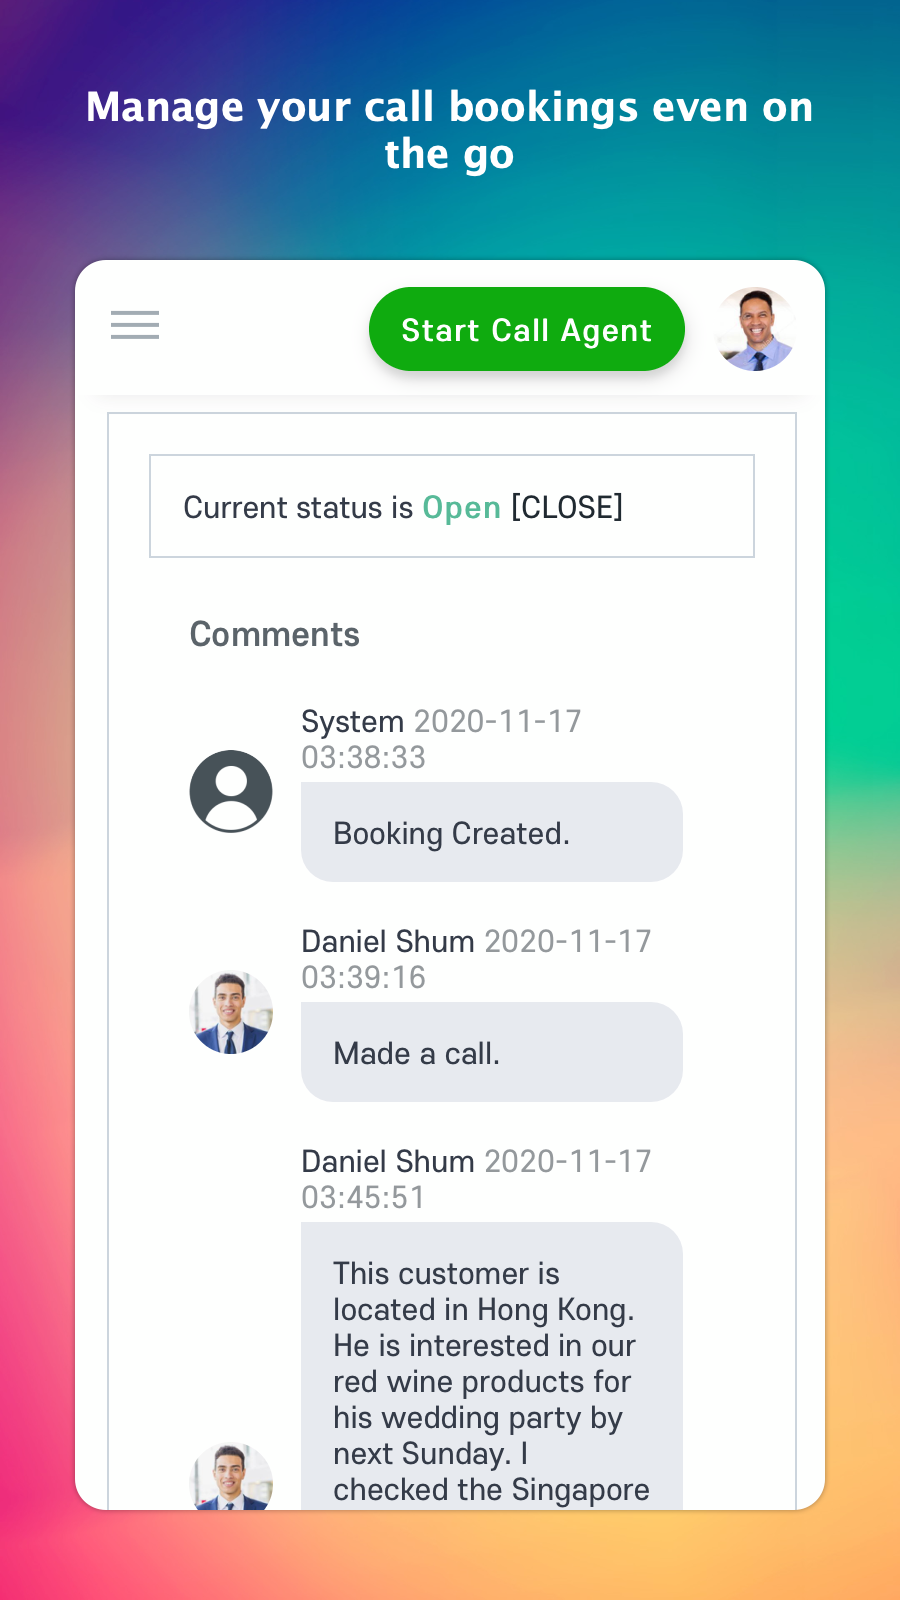 Manage your call bookings even on
the go
Start Call Agent
Current status is Open [CLOSE]
Comments
System 2020-11-17
03:38:33
Booking Created.
Daniel Shum 2020-11-17
03:39:16
Made a call.
Daniel Shum 2020-11-17
03:45:51
This customer is
located in Hong Kong.
He is interested in our
red wine products for
his wedding party by
next Sunday. I
checked the Singapore